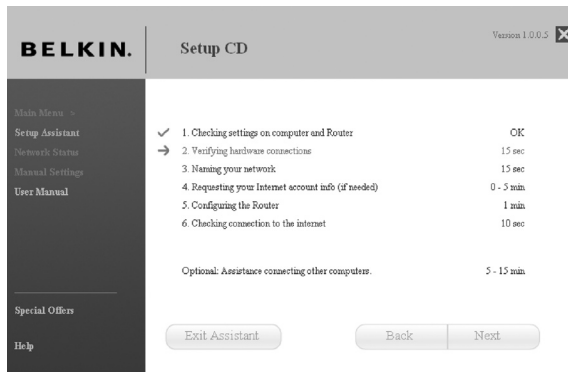 BELKIN.
Setup CD
Version 1.0.0.5
Main Menu >
Setup Assistant
Network Status
Manual Settings
User Manual
Special Offers
Help
1. Checking settings on computer and Router OK
2. Verifying hardware connections 15 sec
3. Naming your network 15 sec
4. Requesting your Internet account info (if needed) 0 - 5 min
5. Configuring the Router 1 min
6. Checking connection to the internet 10 sec
Optional: Assistance connecting other computers. 5 - 15 min
Exit Assistant
Back
Next